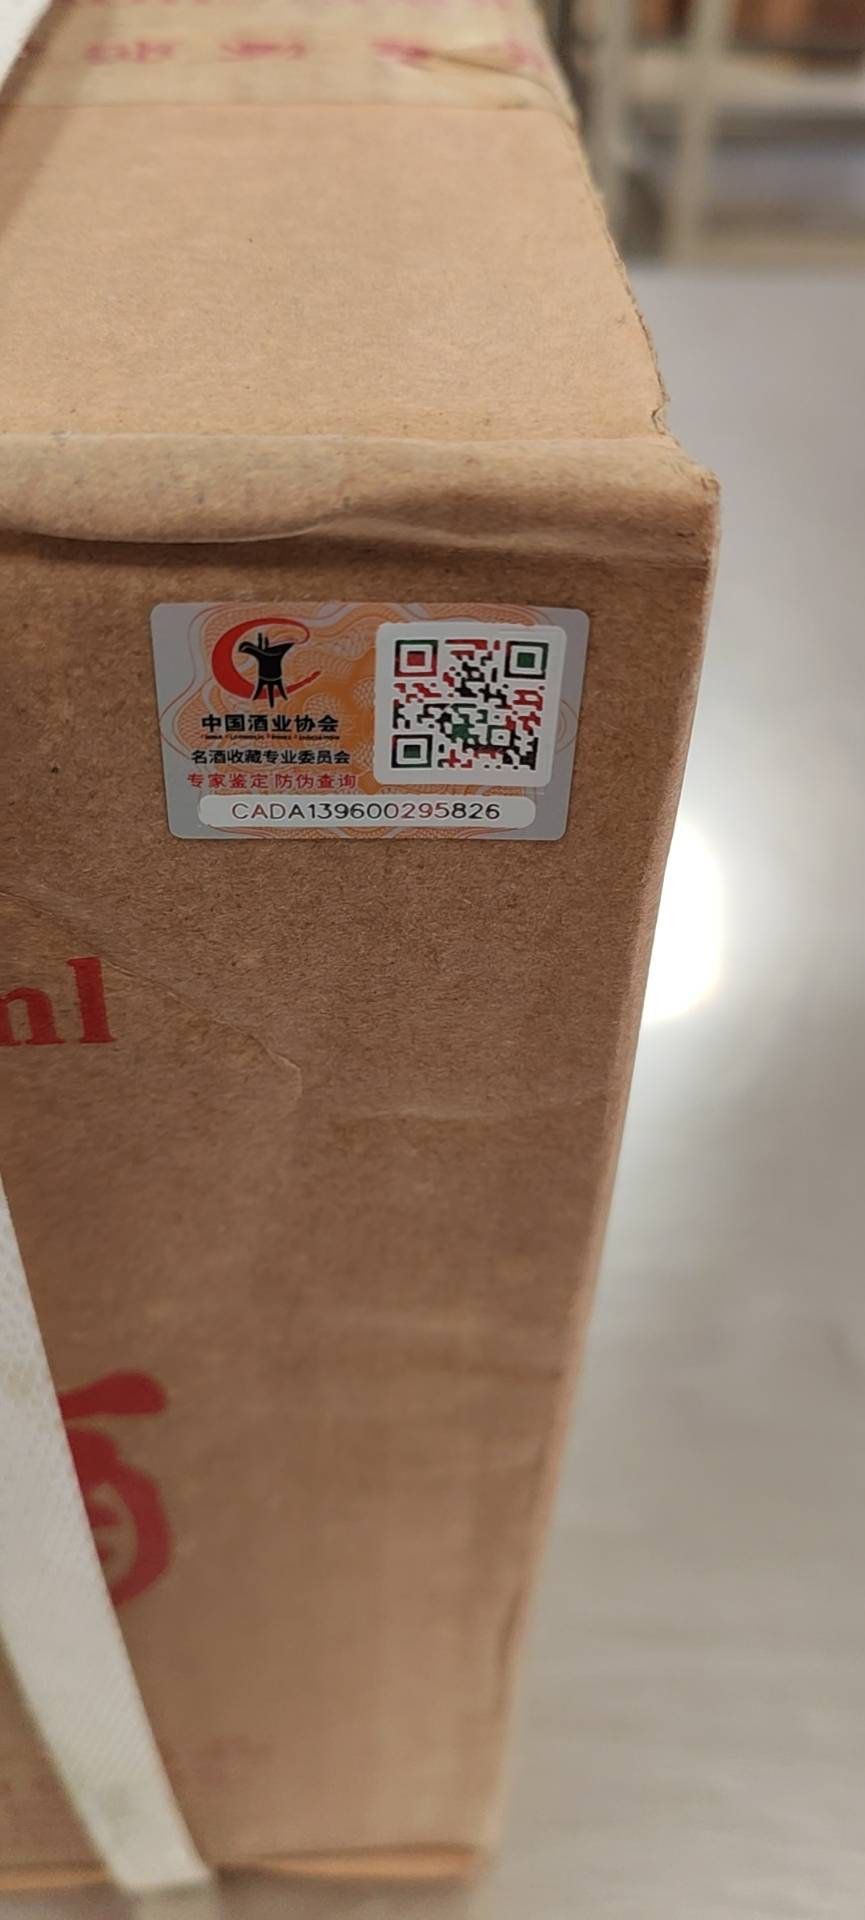 中国酒业协会
名酒收藏专业委员会
专家鉴定 防伪查询
CADA139600295826
ml
酒